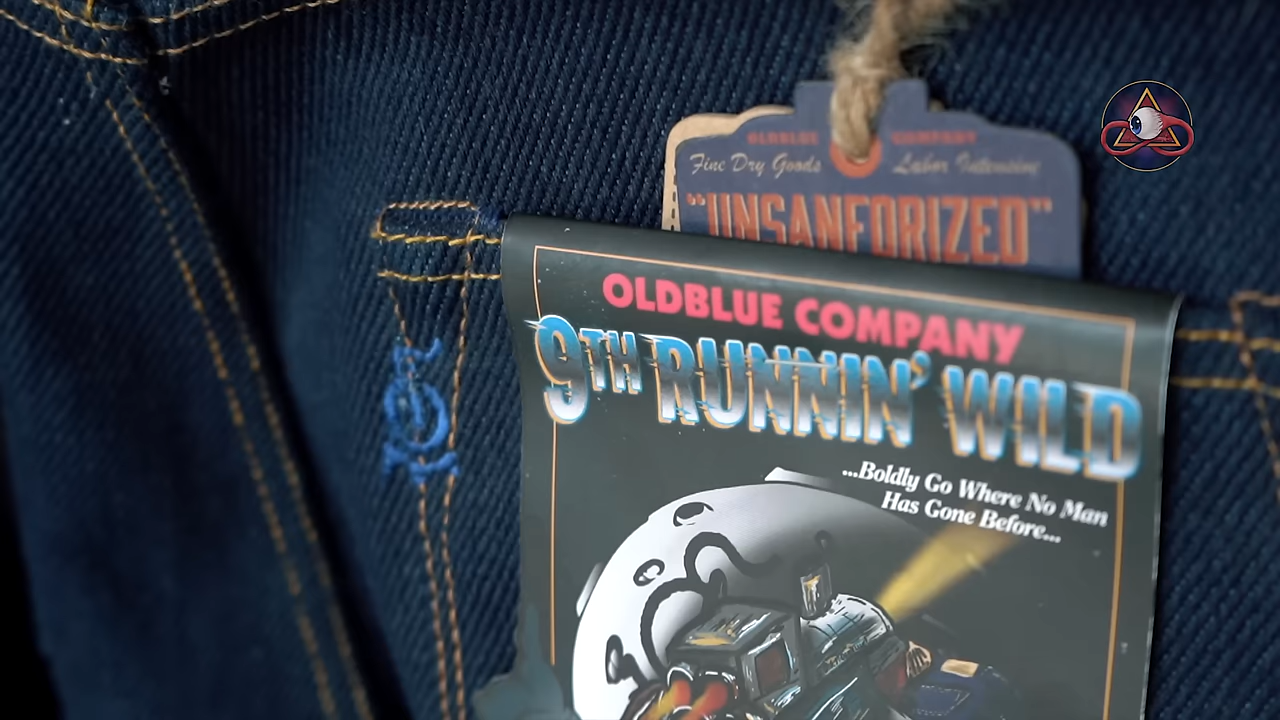 OLDBLUE COMPANY
Fine Dry Goods Labor Intensive
"UNSANFORIZED"
OLDBLUE COMPANY
9TH RUNNIN' WILD
...Boldly Go Where No Man
Has Gone Before...